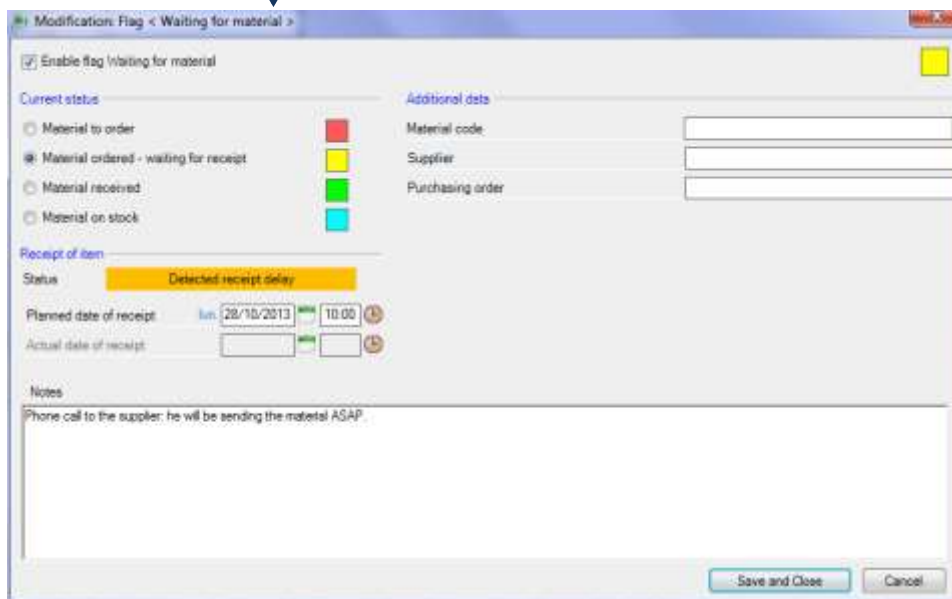 Modification: Flag < Waiting for material >
Enable flag Waiting for material
Current status
Material to order
Material ordered - waiting for receipt
Material received
Material on stock
Additional data
Material code
Supplier
Purchasing order
Receipt of item
Status Detected receipt delay
Planned date of receipt lun 28/10/2013 10:00
Actual date of receipt
Notes
Phone call to the supplier: he will be sending the material ASAP.
Save and Close Cancel